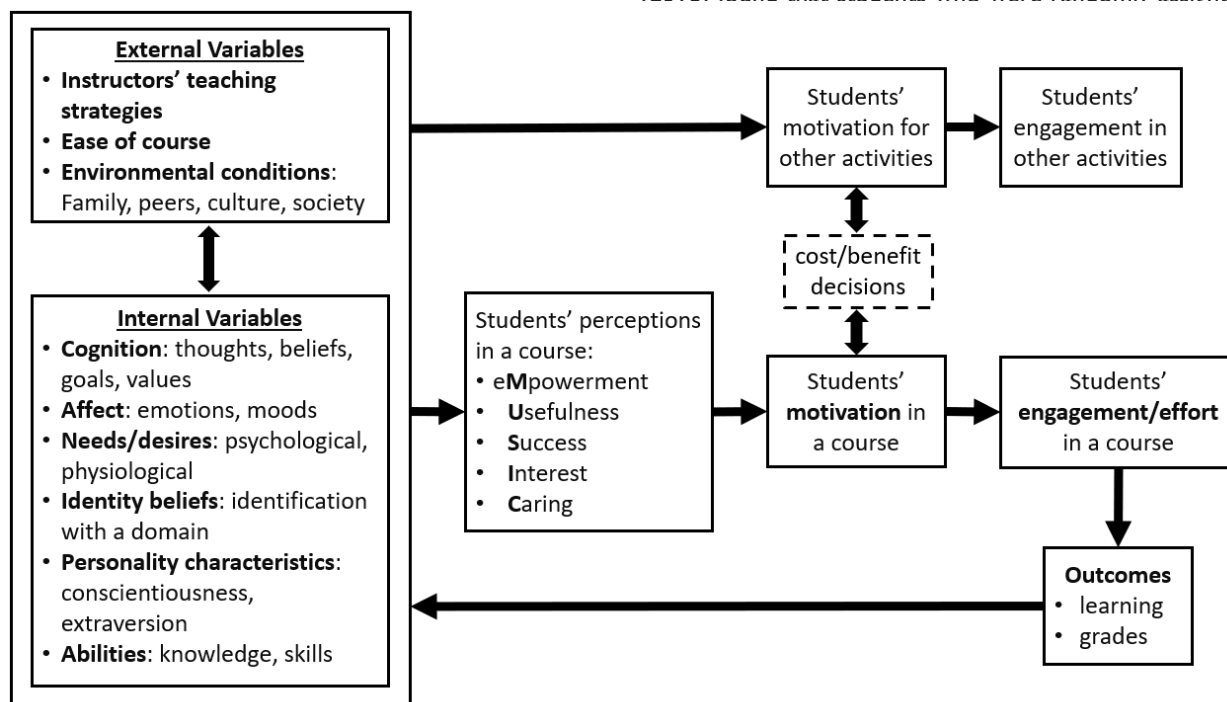 External Variables
• Instructors' teaching
strategies
• Ease of course
• Environmental conditions:
Family, peers, culture, society
Internal Variables
• Cognition: thoughts, beliefs,
goals, values
• Affect: emotions, moods
• Needs/desires: psychological,
physiological
• Identity beliefs: identification
with a domain
• Personality characteristics:
conscientiousness,
extraversion
• Abilities: knowledge, skills
Students' perceptions
in a course:
• eMpowerment
• Usefulness
• Success
• Interest
• Caring
Students'
motivation for
other activities
Students'
engagement in
other activities
cost/benefit
decisions
Students'
motivation in
a course
Students'
engagement/effort
in a course
Outcomes
• learning
• grades